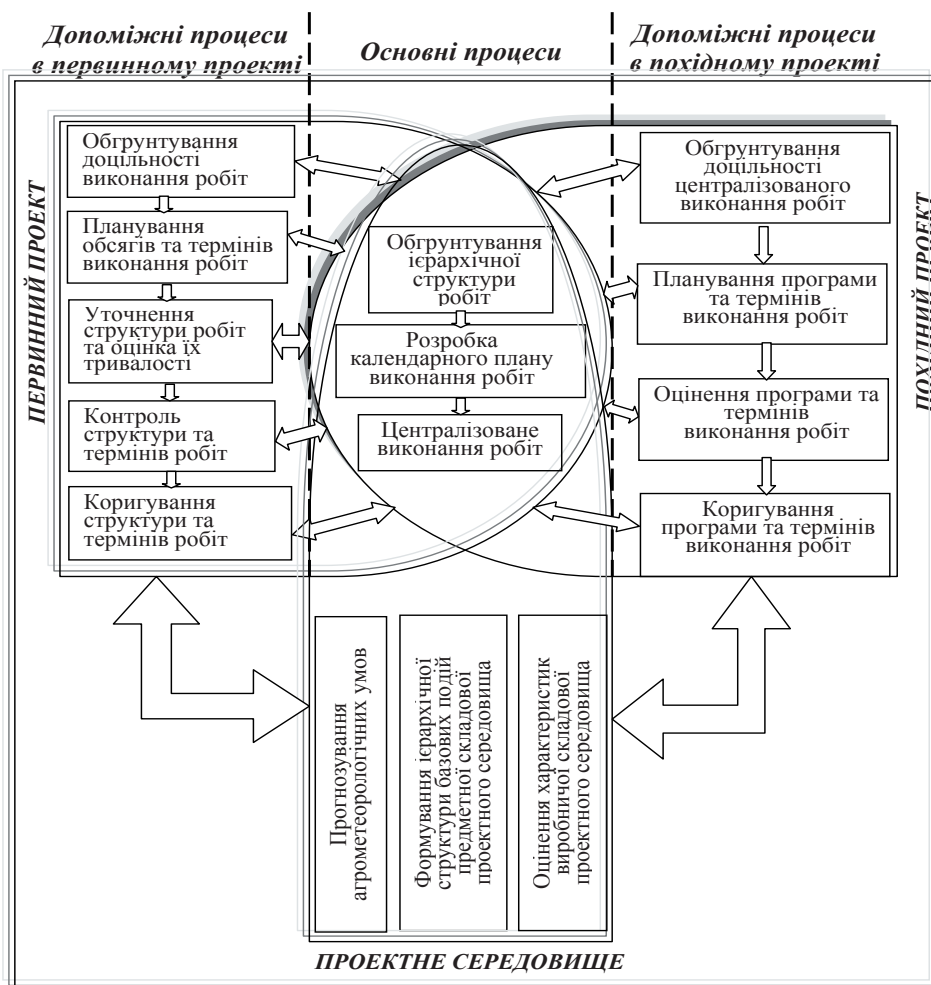 Допоміжні процеси
в первинному проекті
Основні процеси
Допоміжні процеси
в похідному проекті
ПЕРВИННИЙ ПРОЕКТ
Обгрунтування
доцільності
виконання робіт
Планування
обсягів та термінів
виконання робіт
Уточнення
структури робіт
та оцінка їх
тривалості
Контроль
структури та
термінів робіт
Коригування
структури та
термінів робіт
Обгрунтування
ієрархічної
структури
робіт
Розробка
календарного плану
виконання робіт
Централізоване
виконання робіт
Обгрунтування
доцільності
централізованого
виконання робіт
Планування програми
та термінів
виконання робіт
Оцінення програми та
термінів
виконання робіт
Коригування
програми та термінів
виконання робіт
ПОХІДНИЙ ПРОЕКТ
Прогнозування
агрометеорологічних умов
Формування ієрархічної
структури базових подій
предметної складової
проектного середовища
Оцінення характеристик
виробничої складової
проектного середовища
ПРОЕКТНЕ СЕРЕДОВИЩЕ